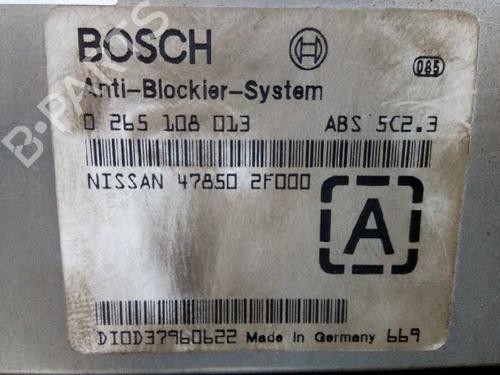 BOSCH
085
Anti-Blockier-System
0 265 108 013 ABS 5C2.3
NISSAN 47850 2F000
A
DIOD37960622 Made in Germany 669
B-PARTS